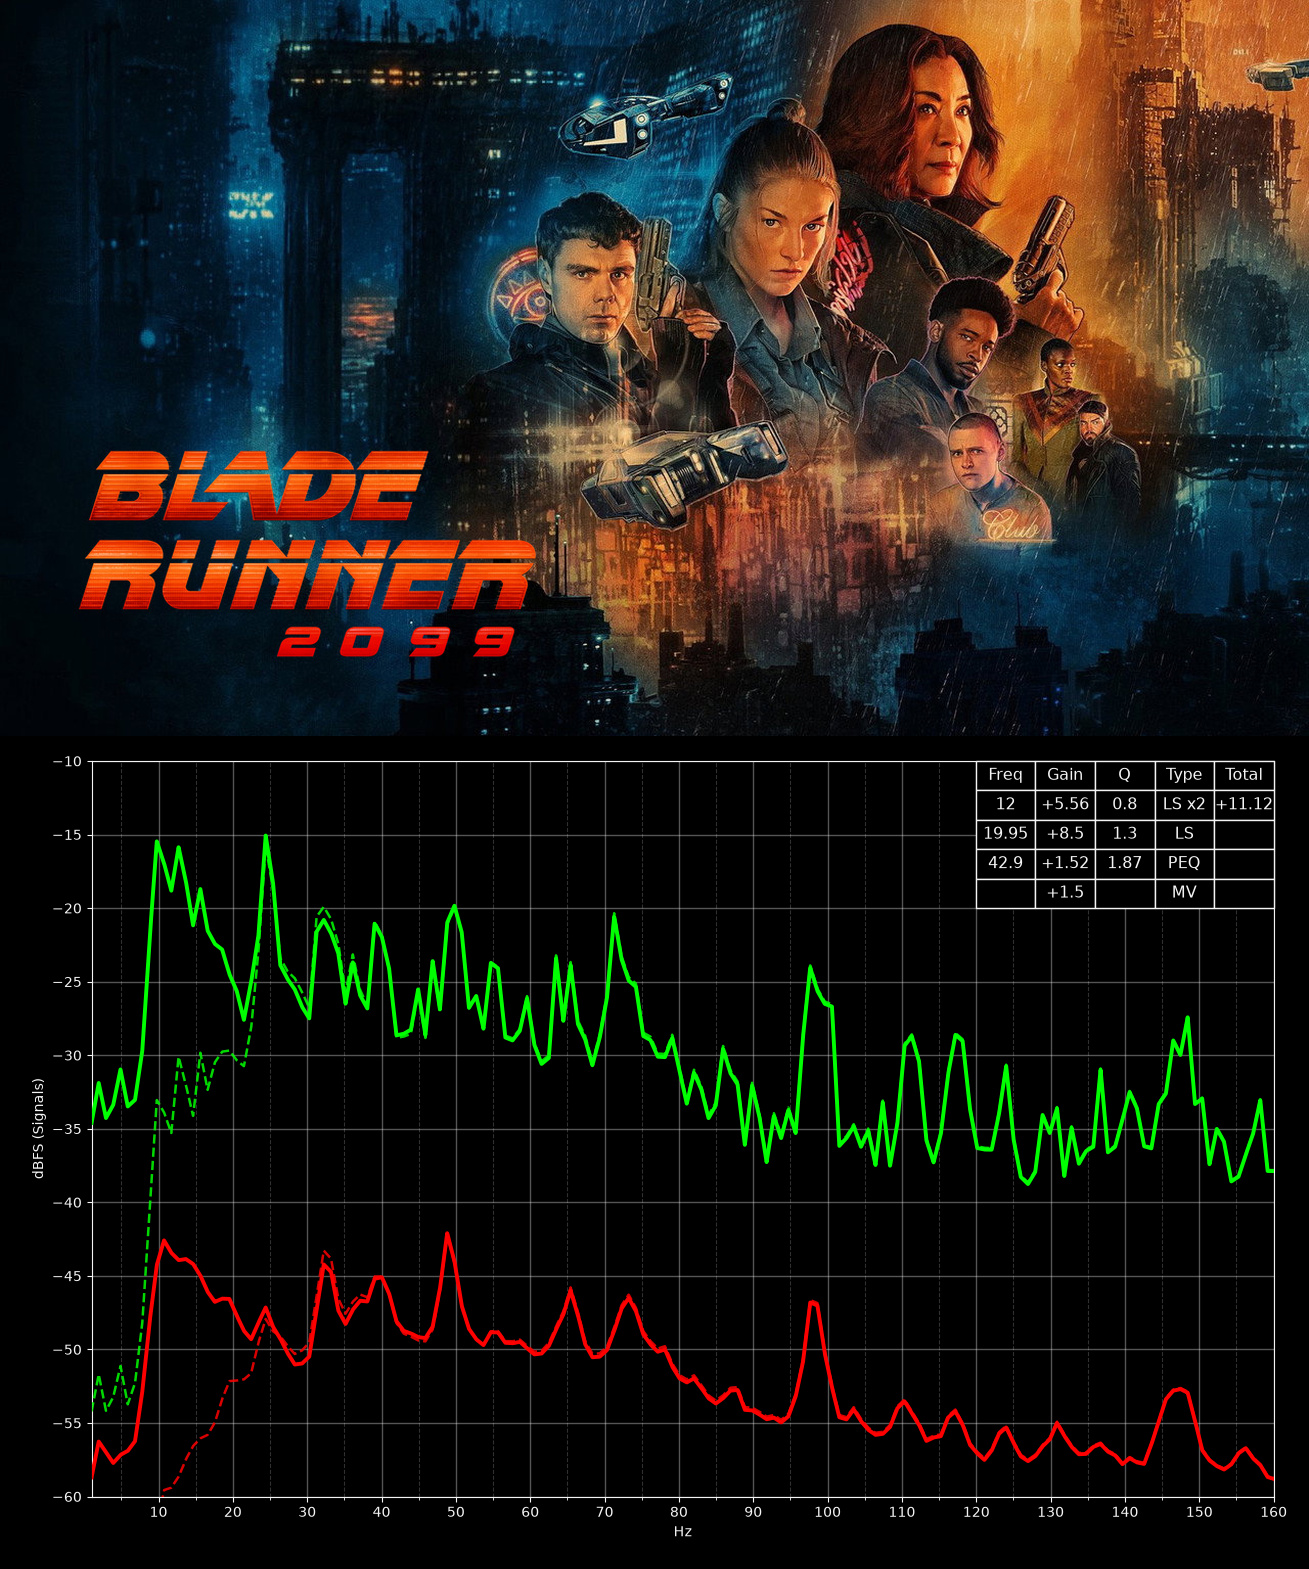 BLADE
RUNNER
2099
Club
Freq Gain Q Type Total
12 +5.56 0.8 LS x2 +11.12
19.95 +8.5 1.3 LS
42.9 +1.52 1.87 PEQ
+1.5 MV
−10
−15
−20
−25
−30
−35
−40
−45
−50
−55
−60
dBFS (Signals)
10 20 30 40 50 60 70 80 90 100 110 120 130 140 150 160
Hz